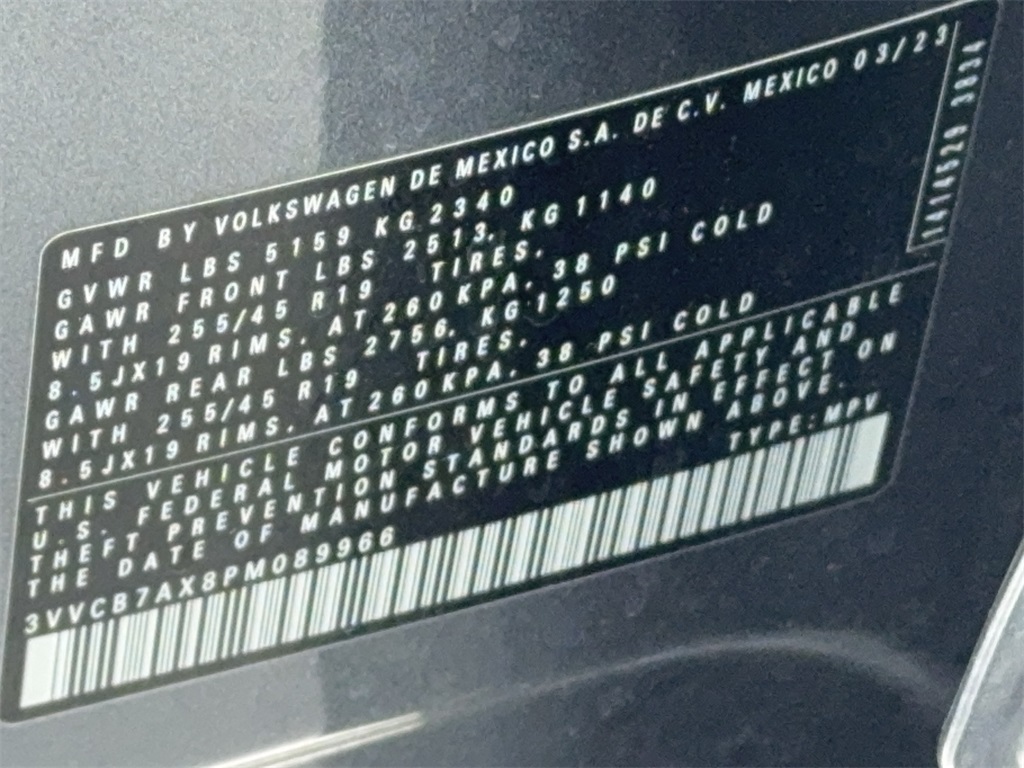 MFD BY VOLKSWAGEN DE MEXICO S.A. DE C.V. MEXICO 03/23
GVWR LBS 5159 KG 2340
GAWR FRONT LBS 2513, KG 1140
WITH 255/45 R19 TIRES.
8.5JX19 RIMS, AT 260 KPA, 38 PSI COLD
GAWR REAR LBS 2756, KG 1250
WITH 255/45 R19 TIRES.
8.5JX19 RIMS, AT 260KPA, 38 PSI COLD
THIS VEHICLE CONFORMS TO ALL APPLICABLE
U.S. FEDERAL MOTOR VEHICLE SAFETY AND
THEFT PREVENTION STANDARDS IN EFFECT ON
THE DATE OF MANUFACTURE SHOWN ABOVE.
TYPE: MPV
3VVCB7AX8PM089966